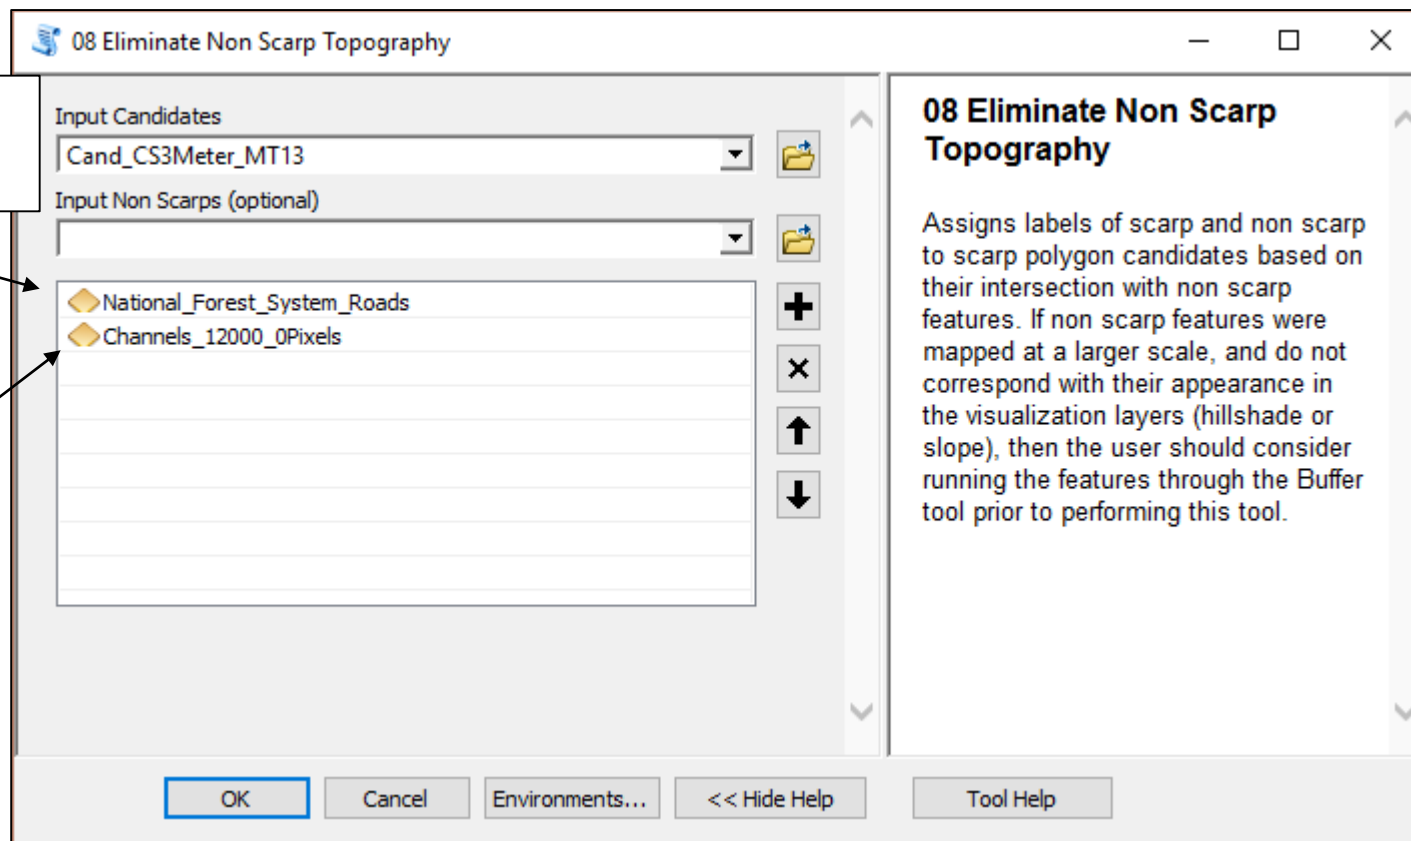 08 Eliminate Non Scarp Topography
Input Candidates
Cand_CS3Meter_MT13
Input Non Scarps (optional)
National_Forest_System_Roads
Channels_12000_0Pixels
OK
Cancel
Environments...
<< Hide Help
08 Eliminate Non Scarp
Topography
Assigns labels of scarp and non scarp
to scarp polygon candidates based on
their intersection with non scarp
features. If non scarp features were
mapped at a larger scale, and do not
correspond with their appearance in
the visualization layers (hillshade or
slope), then the user should consider
running the features through the Buffer
tool prior to performing this tool.
Tool Help